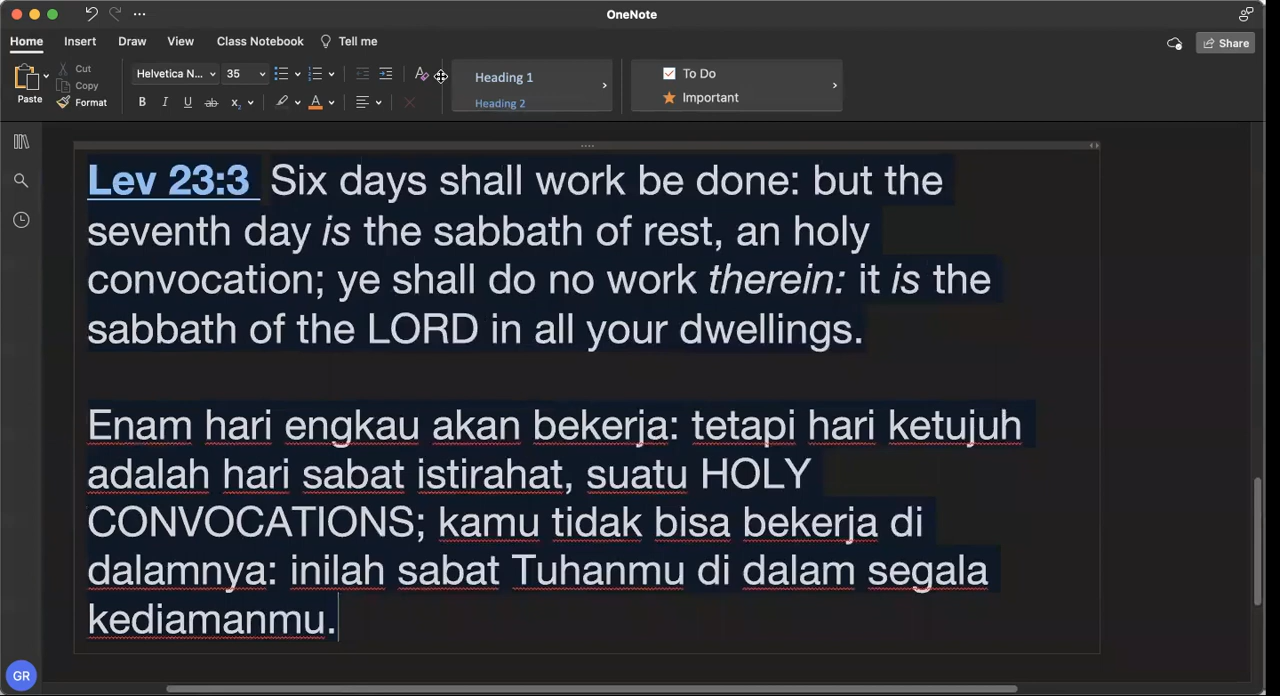 OneNote
Home Insert Draw View Class Notebook Tell me
Share
Paste
Cut
Copy
Format
Helvetica N... 35
B I U ab x₂ A
Heading 1
Heading 2
To Do
Important
Lev 23:3 Six days shall work be done: but the
seventh day is the sabbath of rest, an holy
convocation; ye shall do no work therein: it is the
sabbath of the LORD in all your dwellings.
Enam hari engkau akan bekerja: tetapi hari ketujuh
adalah hari sabat istirahat, suatu HOLY
CONVOCATIONS; kamu tidak bisa bekerja di
dalamnya: inilah sabat Tuhanmu di dalam segala
kediamanmu.
GR